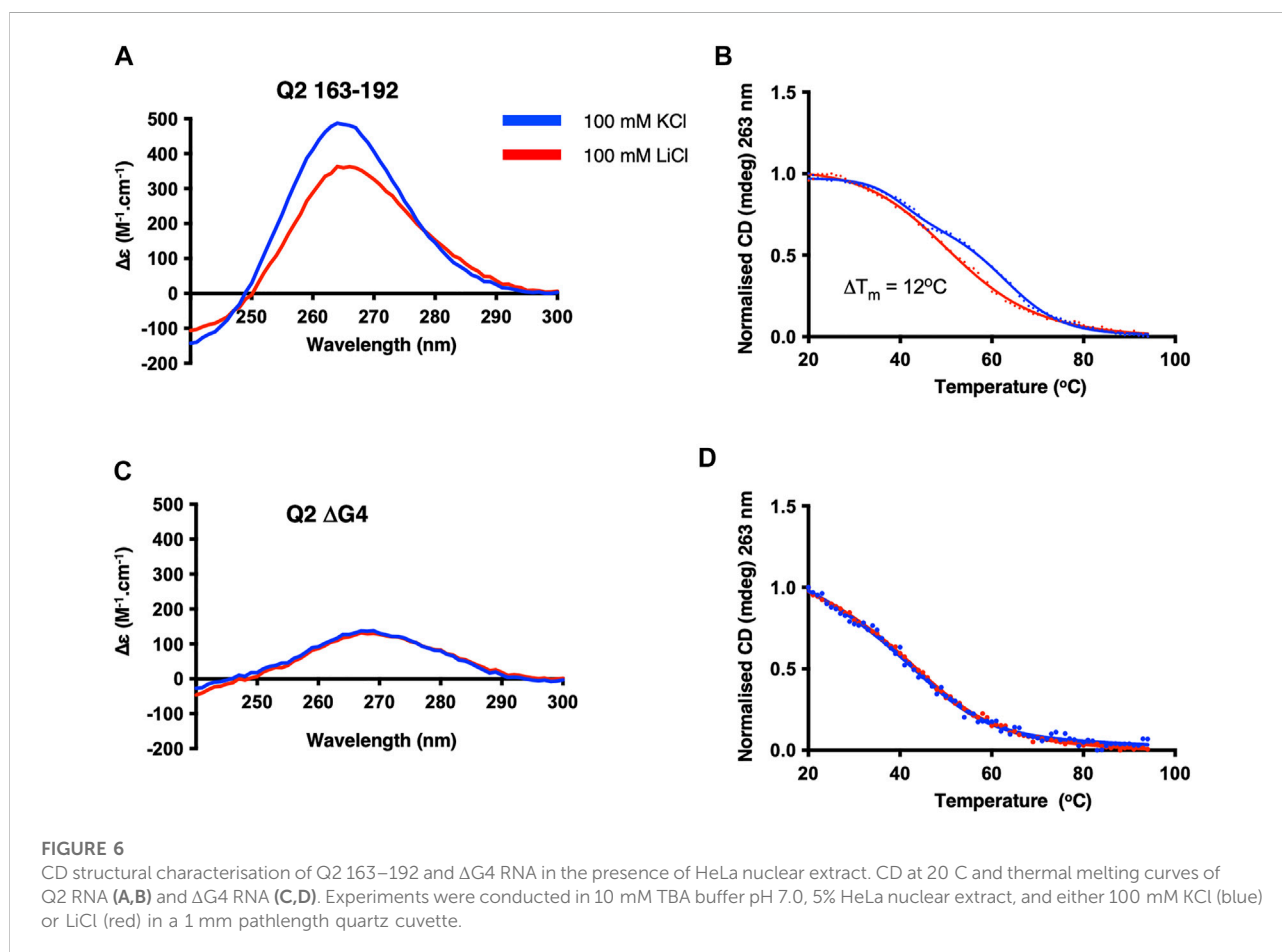 A
Q2 163-192
100 mM KCl
100 mM LiCl
500
400
300
200
100
0
-100
-200
250 260 270 280 290 300
Wavelength (nm)
Δε (M-1.cm-1)
B
1.5
1.0
0.5
0.0
20 40 60 80 100
Temperature (ºC)
Normalised CD (mdeg) 263 nm
ΔTm = 12ºC
C
Q2 ΔG4
500
400
300
200
100
0
-100
-200
250 260 270 280 290 300
Wavelength (nm)
Δε (M-1.cm-1)
D
1.5
1.0
0.5
0.0
20 40 60 80 100
Temperature (ºC)
Normalised CD (mdeg) 263 nm
FIGURE 6
CD structural characterisation of Q2 163–192 and ΔG4 RNA in the presence of HeLa nuclear extract. CD at 20 C and thermal melting curves of
Q2 RNA (A,B) and ΔG4 RNA (C,D). Experiments were conducted in 10 mM TBA buffer pH 7.0, 5% HeLa nuclear extract, and either 100 mM KCl (blue)
or LiCl (red) in a 1 mm pathlength quartz cuvette.